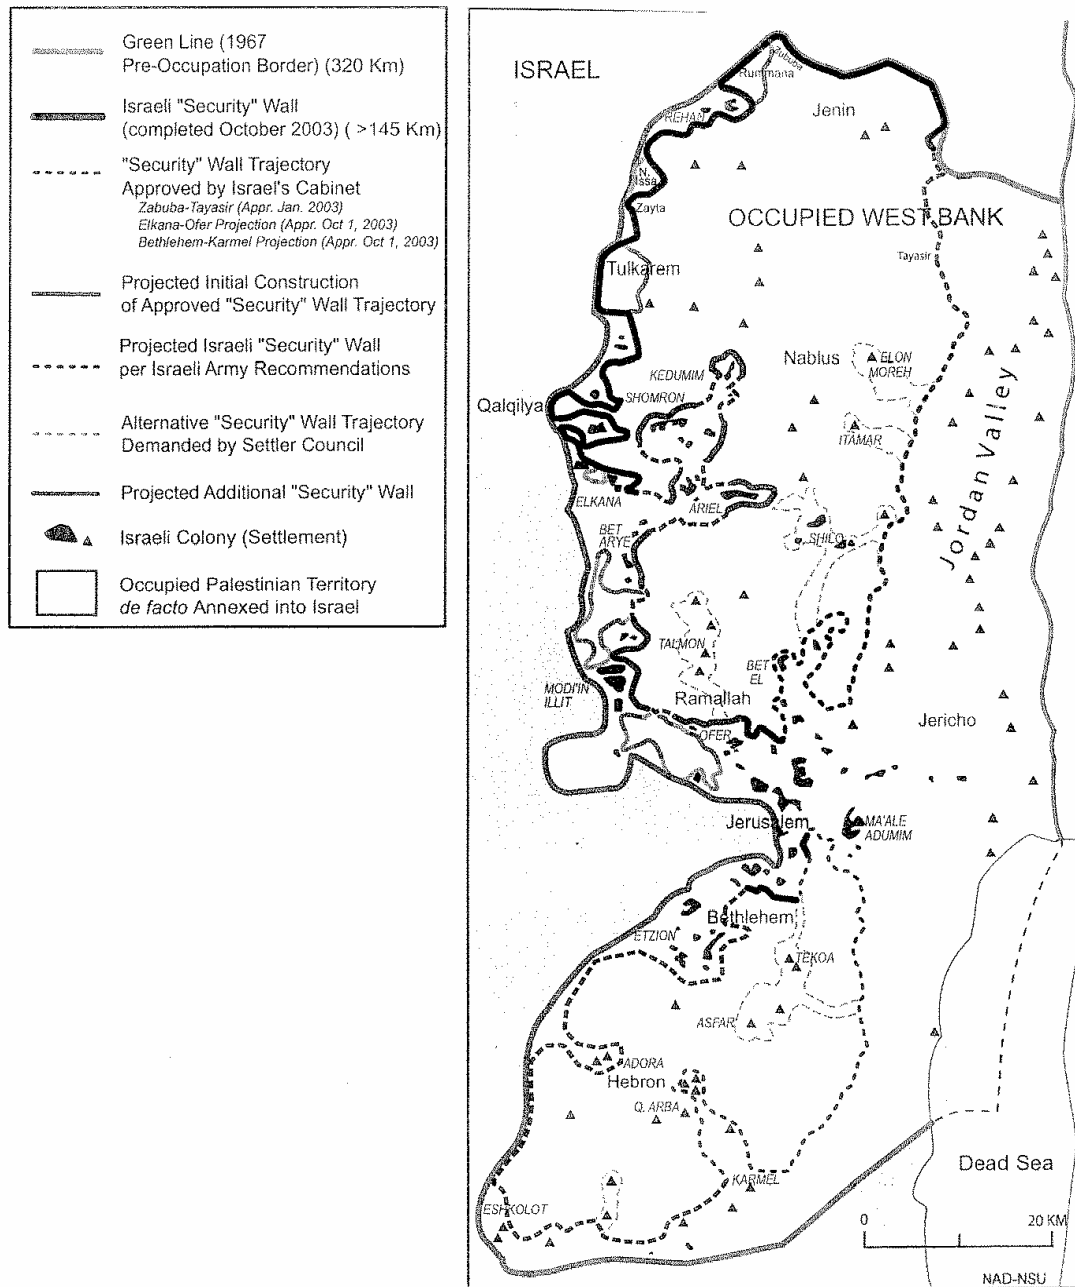 Green Line (1967
Pre-Occupation Border) (320 Km)
Israeli "Security" Wall
(completed October 2003) ( >145 Km)
"Security" Wall Trajectory
Approved by Israel's Cabinet
Zabuba-Tayasir (Appr. Jan. 2003)
Elkana-Ofer Projection (Appr. Oct 1, 2003)
Bethlehem-Karmel Projection (Appr. Oct 1, 2003)
Projected Initial Construction
of Approved "Security" Wall Trajectory
Projected Israeli "Security" Wall
per Israeli Army Recommendations
Alternative "Security" Wall Trajectory
Demanded by Settler Council
Projected Additional "Security" Wall
Israeli Colony (Settlement)
Occupied Palestinian Territory
de facto Annexed into Israel
ISRAEL
Zububa
Rummana
REHAN
Jenin
N.
Issa
Zayta
OCCUPIED WEST BANK
Tayasir
Tulkarem
Nablus
ELON
MOREH
KEDUMIM
SHOMRON
Qalqilya
ITAMAR
Jordan Valley
ELKANA
ARIEL
BET
ARYE
SHILO
TALMON
BET
EL
MODI'IN
ILLIT
Ramallah
Jericho
OFER
Jerusalem
MA'ALE
ADUMIM
Bethlehem
ETZION
TEKOA
ASFAR
ADORA
Hebron
Q. ARBA
KARMEL
ESHKOLOT
Dead Sea
0
20 KM
NAD-NSU